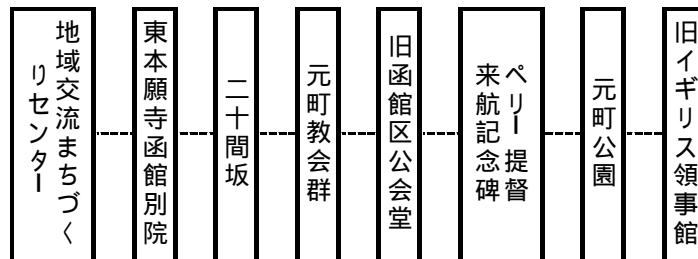 地域交流まちづく
りセンター
東本願寺函館別院
二十間坂
元町教会群
旧函館区公会堂
ペリー提督
来航記念碑
元町公園
旧イギリス領事館